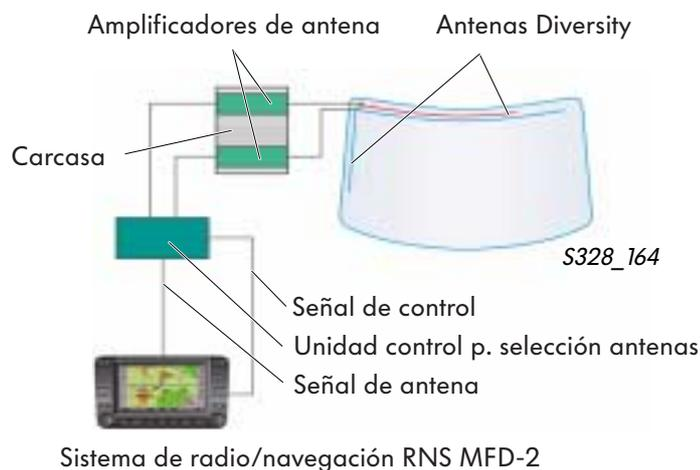 Amplificadores de antena
Antenas Diversity
Carcasa
S328_164
Señal de control
Unidad control p. selección antenas
Señal de antena
Sistema de radio/navegación RNS MFD-2